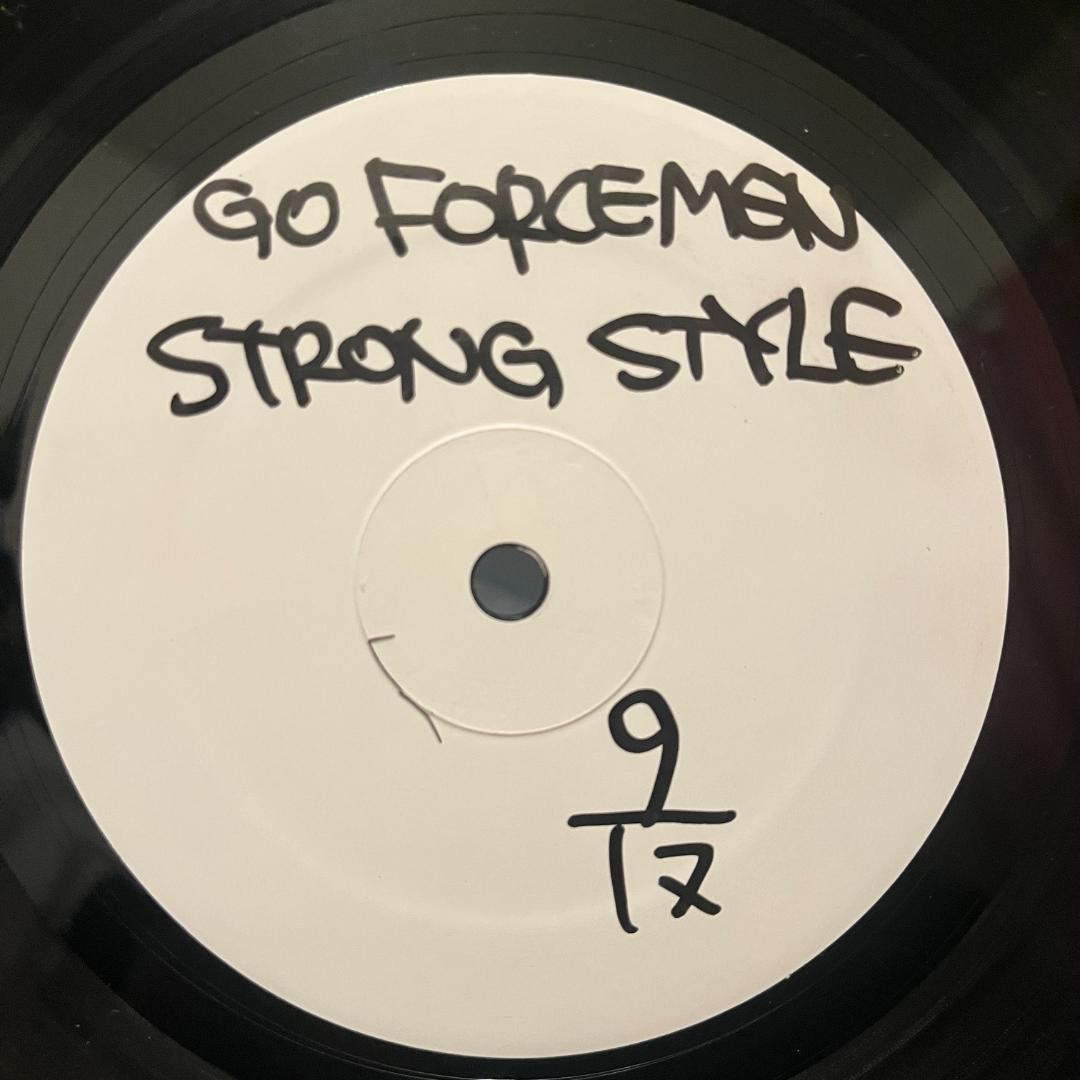 GO FORCEMEN
STRONG STYLE
9
12